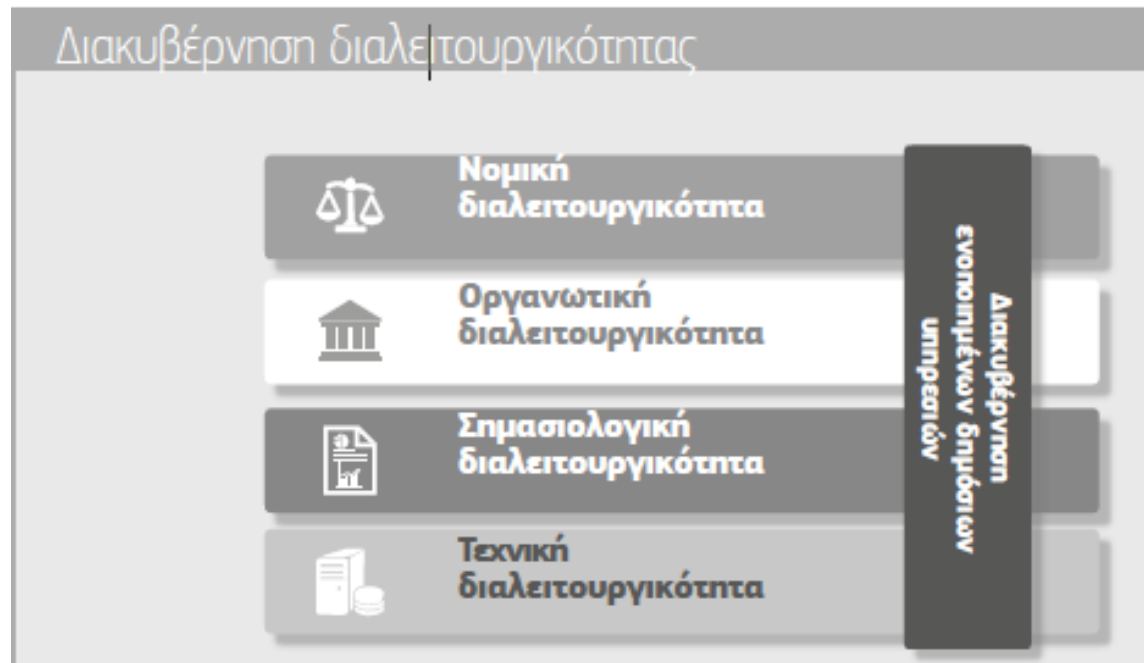 Διακυβέρνηση διαλειτουργικότητας
Νομική
διαλειτουργικότητα
Οργανωτική
διαλειτουργικότητα
Σημασιολογική
διαλειτουργικότητα
Τεχνική
διαλειτουργικότητα
Διακυβέρνηση
ενοποιημένων δημόσιων
υπηρεσιών